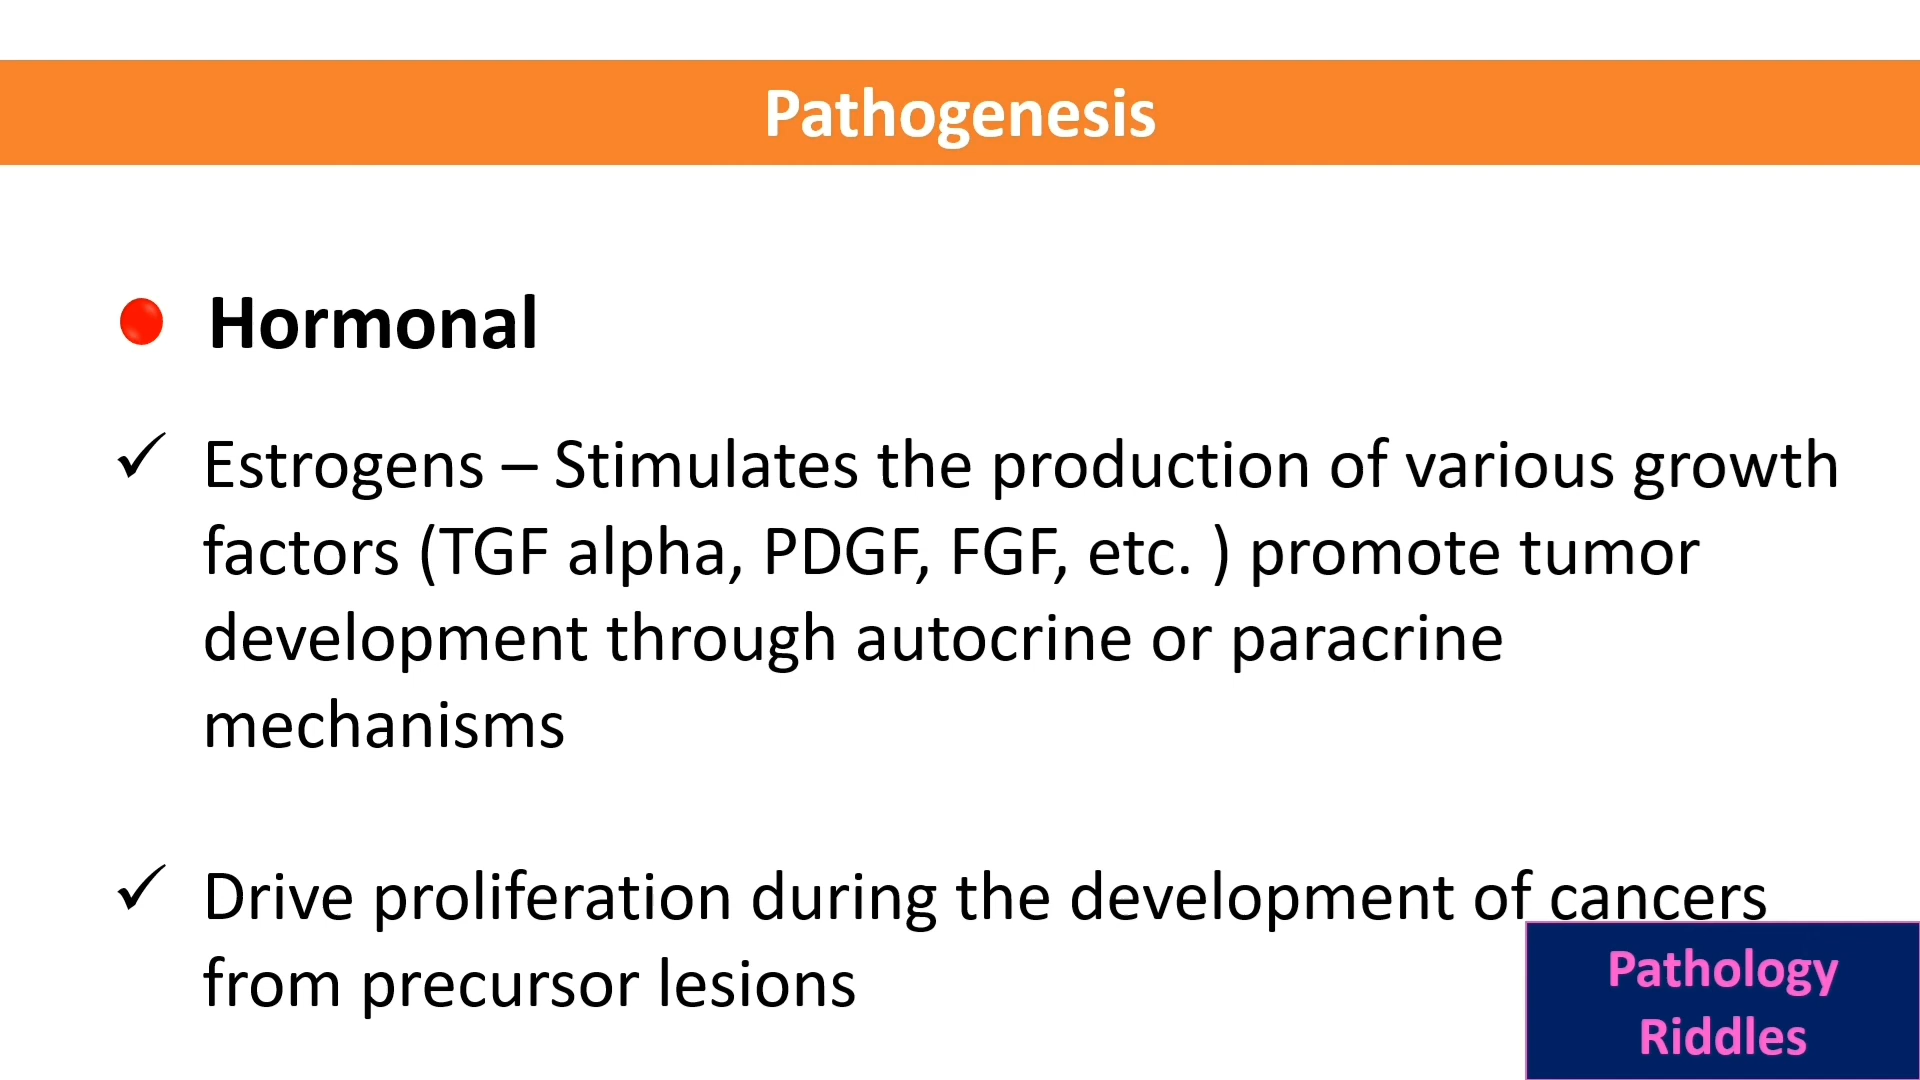 Pathogenesis
Hormonal
✓ Estrogens – Stimulates the production of various growth
factors (TGF alpha, PDGF, FGF, etc. ) promote tumor
development through autocrine or paracrine
mechanisms
✓ Drive proliferation during the development of cancers
from precursor lesions
Pathology
Riddles